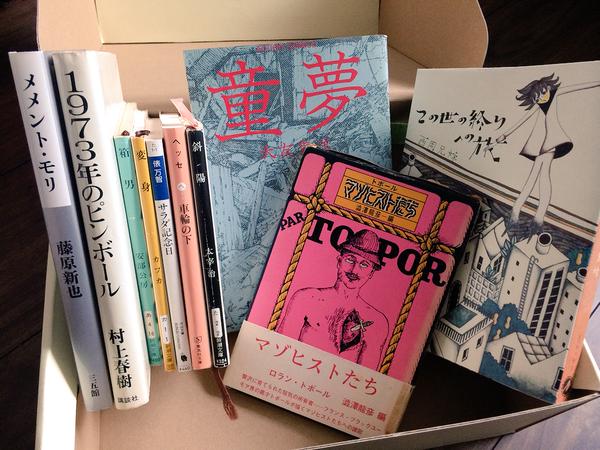 メメント・モリ
藤原新也
三五館
1973年のピンボール
村上春樹
講談社
箱男
安部公房
変身
カフカ
俵万智
サラダ記念日
ヘッセ
車輪の下
斜陽
太宰治
童夢
トポール
マゾヒストたち
澁澤龍彦 編
PAR
TOPOR
マゾヒストたち
ロラン・トポール
澁澤龍彦 編
この世の終りへの旅
西岡兄妹